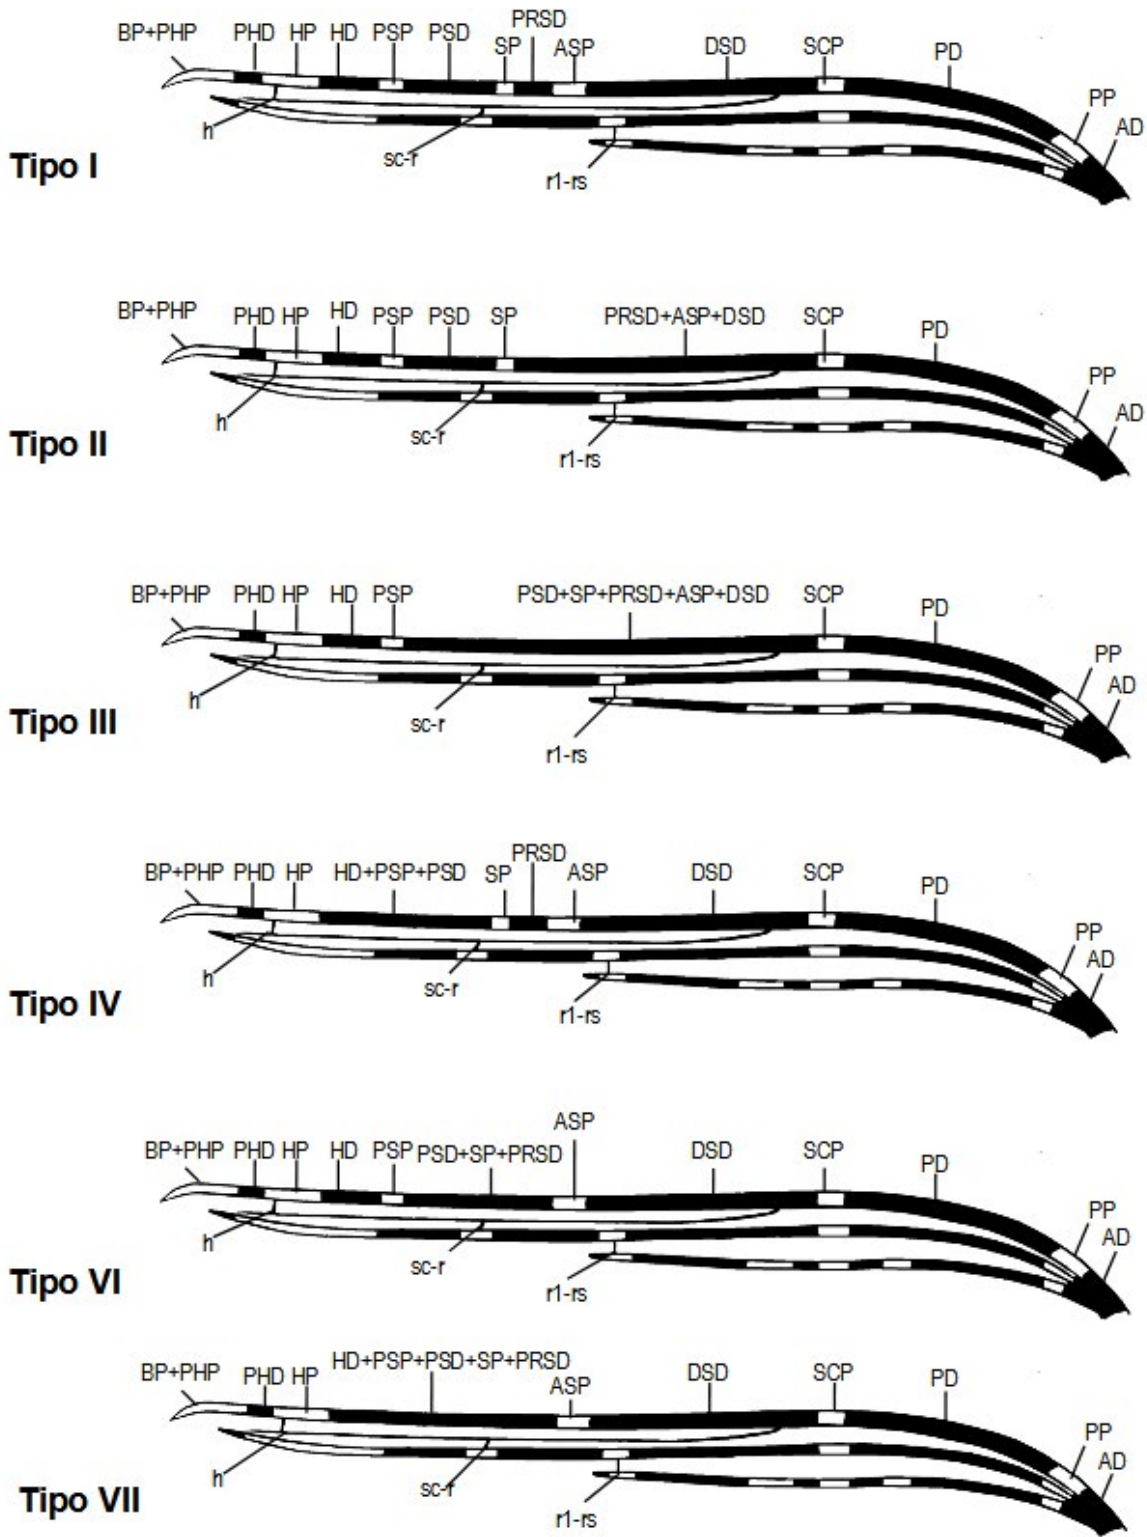 PRSD
BP+PHP PHD HP HD PSP PSD SP ASP DSD SCP PD
PP
AD
h
sc-r
r1-rs
Tipo I
BP+PHP PHD HP HD PSP PSD SP PRSD+ASP+DSD SCP PD
PP
AD
h
sc-r
r1-rs
Tipo II
BP+PHP PHD HP HD PSP PSD+SP+PRSD+ASP+DSD SCP PD
PP
AD
h
sc-r
r1-rs
Tipo III
PRSD
BP+PHP PHD HP HD+PSP+PSD SP ASP DSD SCP PD
PP
AD
h
sc-r
r1-rs
Tipo IV
ASP
BP+PHP PHD HP HD PSP PSD+SP+PRSD DSD SCP PD
PP
AD
h
sc-r
r1-rs
Tipo VI
HD+PSP+PSD+SP+PRSD
BP+PHP PHD HP ASP DSD SCP PD
PP
AD
h
sc-r
r1-rs
Tipo VII